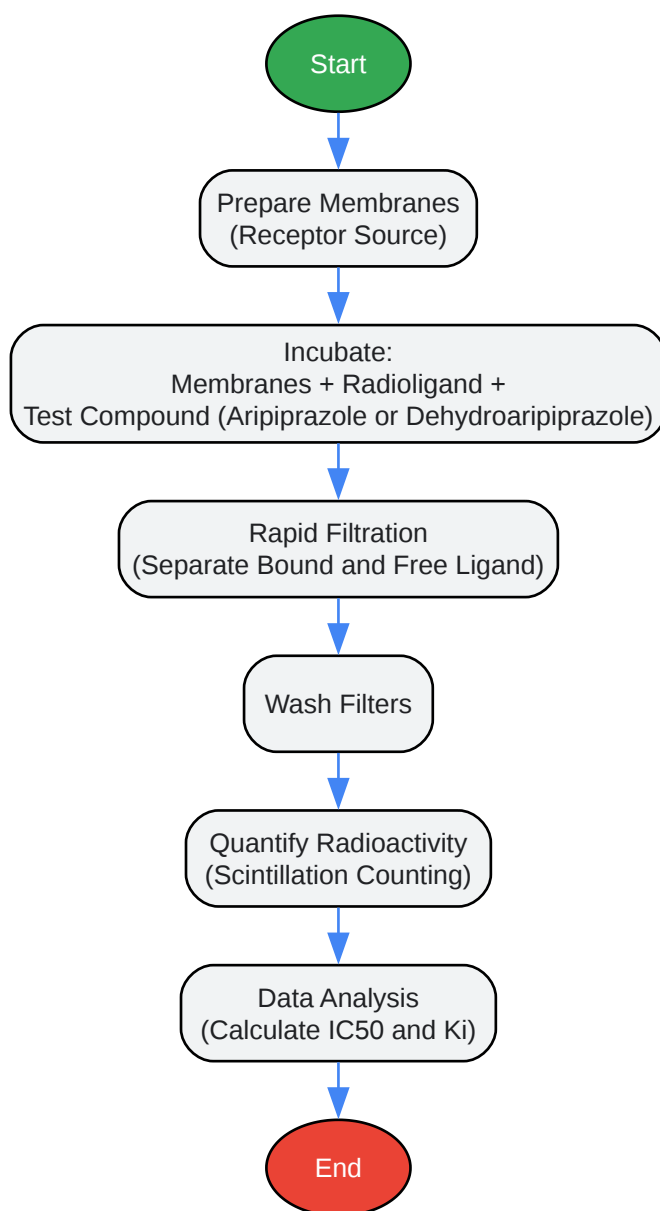 Start
Prepare Membranes
(Receptor Source)
Incubate:
Membranes + Radioligand +
Test Compound (Aripiprazole or Dehydroaripiprazole)
Rapid Filtration
(Separate Bound and Free Ligand)
Wash Filters
Quantify Radioactivity
(Scintillation Counting)
Data Analysis
(Calculate IC50 and Ki)
End